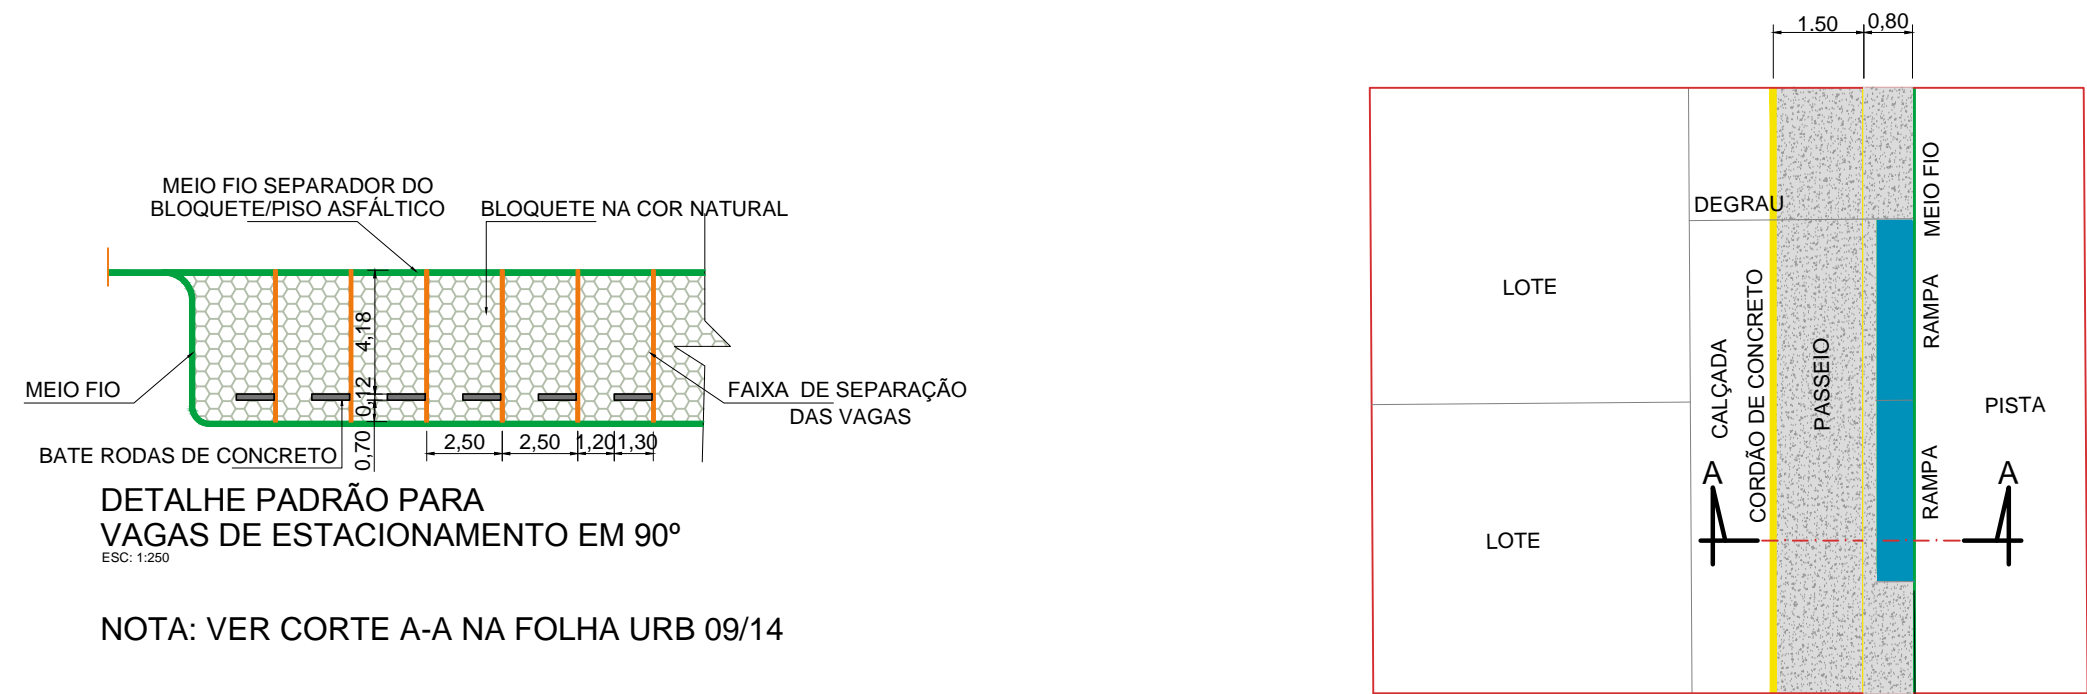 MEIO FIO SEPARADOR DO
BLOQUETE/PISO ASFÁLTICO
BLOQUETE NA COR NATURAL
4,18
0,12
0,70
MEIO FIO
FAIXA DE SEPARAÇÃO
DAS VAGAS
BATE RODAS DE CONCRETO
2,50
2,50
1,20
1,30
DETALHE PADRÃO PARA
VAGAS DE ESTACIONAMENTO EM 90º
ESC: 1:250
NOTA: VER CORTE A-A NA FOLHA URB 09/14
1.50
0,80
DEGRAU
MEIO FIO
LOTE
RAMPA
CALÇADA
CORDÃO DE CONCRETO
PASSEIO
PISTA
RAMPA
A
A
LOTE